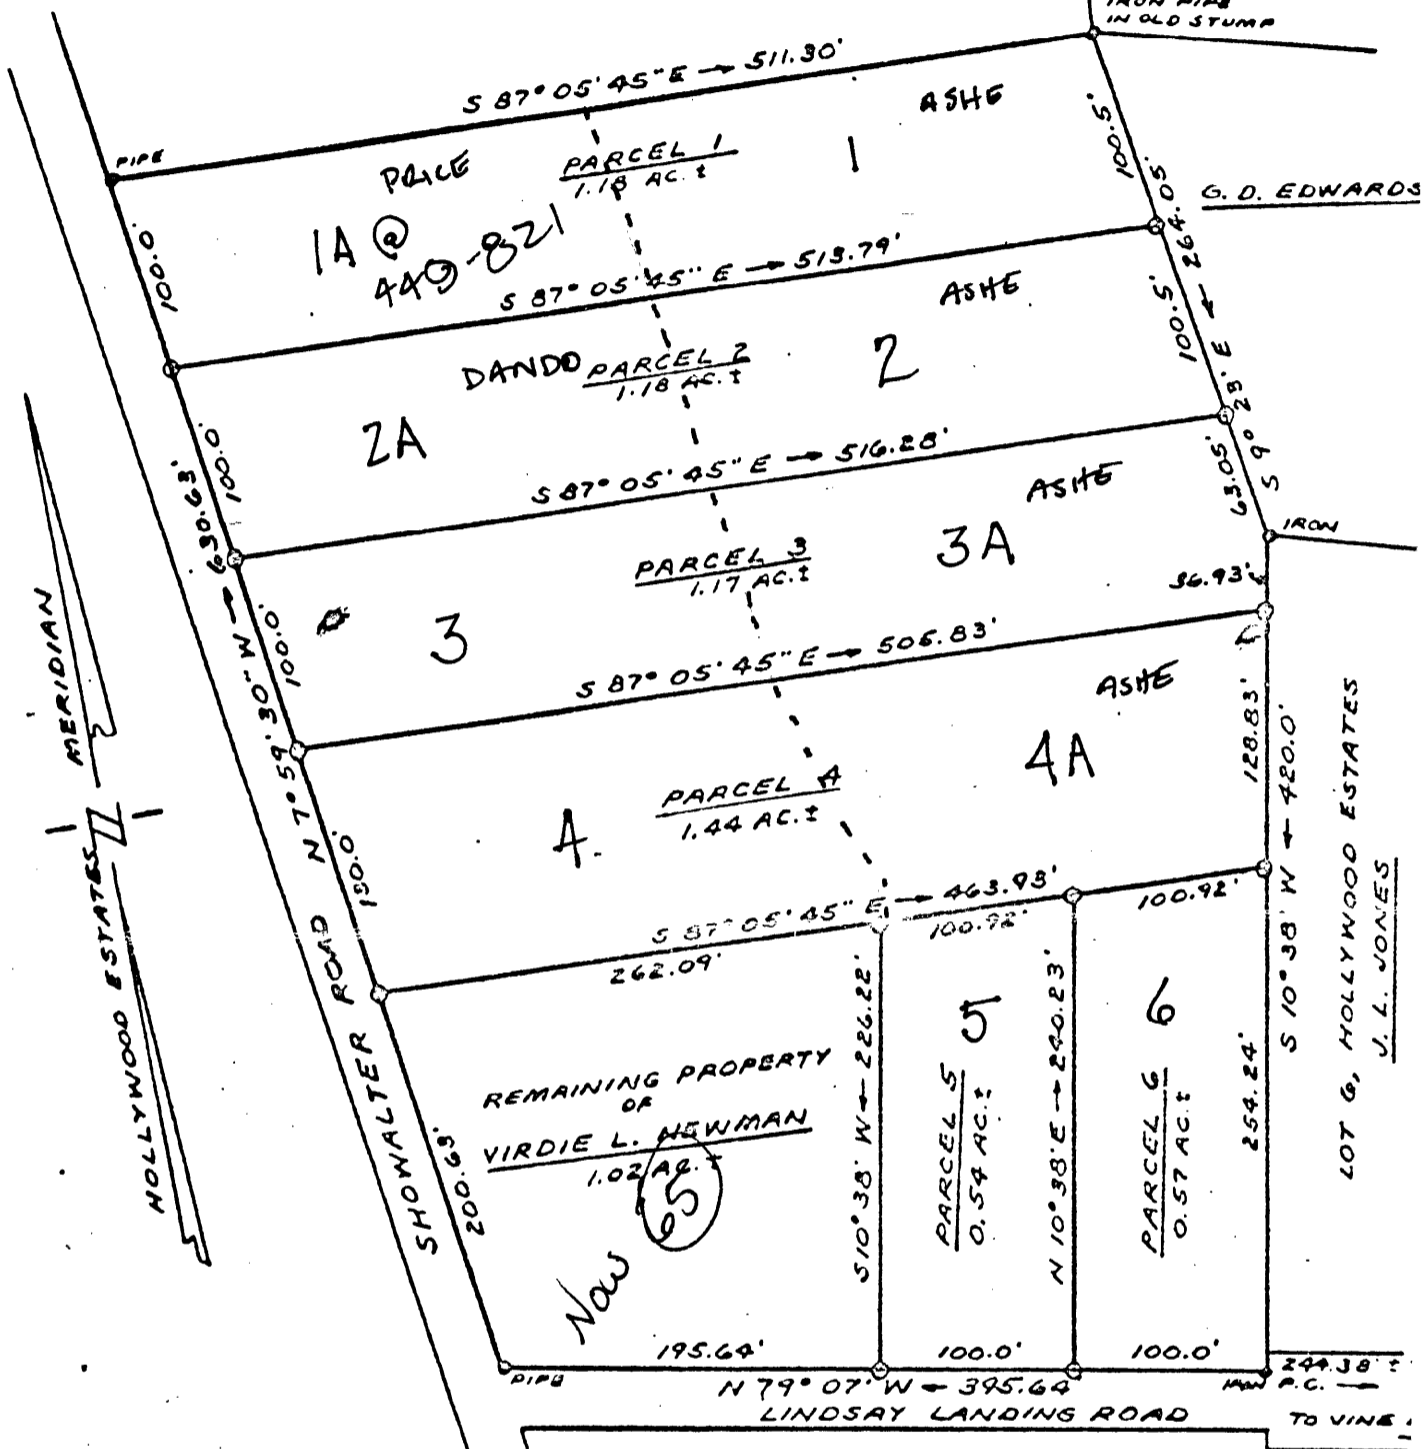 IRON PIPE
IN OLD STUMP
S 87° 05' 45" E → 511.30'
ASHE
PIPE
PRICE
PARCEL 1
1.18 AC. ±
1
1A @
449-821
100.0'
100.5'
264.05'
G. D. EDWARDS
S 87° 05' 45" E → 513.79'
ASHE
DANDO
PARCEL 2
1.18 AC. ±
2
2A
100.0'
100.5'
S 9° 23' E ←
S 87° 05' 45" E → 516.28'
ASHE
63.05'
IRON
PARCEL 3
1.17 AC. ±
3A
3
36.93'
100.0'
N 7° 59' 30" W → 630.63'
S 87° 05' 45" E → 505.83'
ASHE
4A
PARCEL 4
1.44 AC. ±
4
128.83'
130.0'
S 10° 38' W ← 420.0'
LOT 6, HOLLYWOOD ESTATES
J. L. JONES
MERIDIAN
HOLLYWOOD ESTATES
S 87° 05' 45" E → 463.93'
262.09'
100.92'
100.92'
REMAINING PROPERTY
OF
VIRDIE L. NEWMAN
1.02 AC. ±
NOW 65
200.63'
SHOWALTER ROAD
S 10° 38' W ← 226.22'
5
PARCEL 5
0.54 AC. ±
N 10° 38' E → 240.23'
6
PARCEL 6
0.57 AC. ±
254.24'
195.64'
100.0'
100.0'
PIPE
N 79° 07' W ← 395.64
IRON
244.38' ±
P.C. →
LINDSAY LANDING ROAD
TO VINE